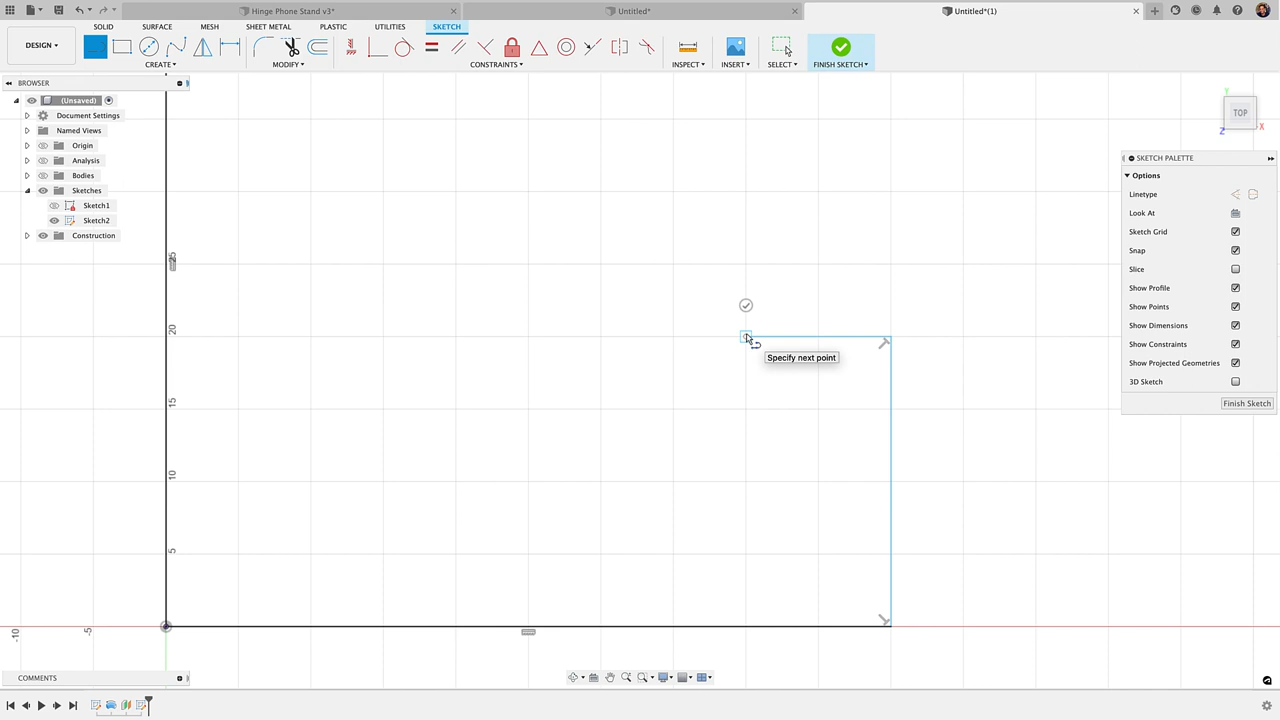 Hinge Phone Stand v3*
Untitled*
Untitled*(1)
DESIGN
SOLID
SURFACE
MESH
SHEET METAL
PLASTIC
UTILITIES
SKETCH
CREATE
MODIFY
CONSTRAINTS
INSPECT
INSERT
SELECT
FINISH SKETCH
BROWSER
(Unsaved)
Document Settings
Named Views
Origin
Analysis
Bodies
Sketches
Sketch1
Sketch2
Construction
TOP
Y
X
Z
SKETCH PALETTE
Options
Linetype
Look At
Sketch Grid
Snap
Slice
Show Profile
Show Points
Show Dimensions
Show Constraints
Show Projected Geometries
3D Sketch
Finish Sketch
25
20
15
10
5
-5
-10
Specify next point
COMMENTS